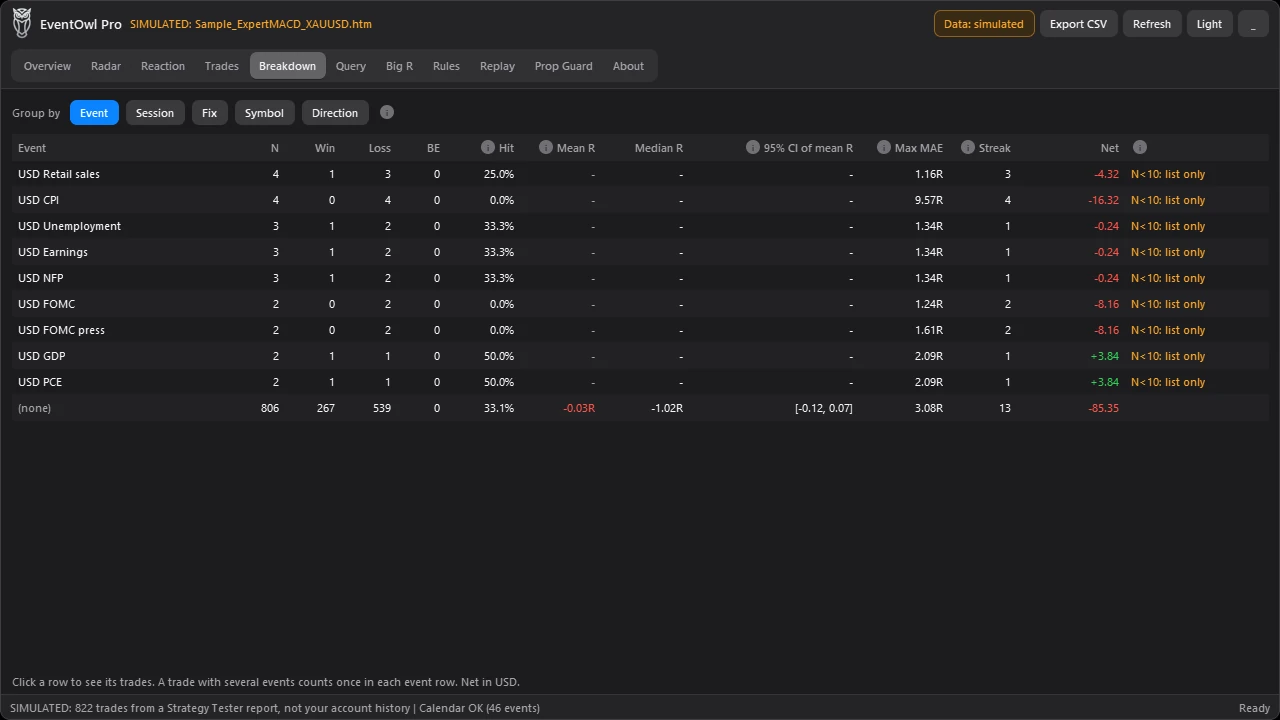 EventOwl Pro SIMULATED: Sample_ExpertMACD_XAUUSD.htm Data: simulated Export CSV Refresh Light _
Overview Radar Reaction Trades Breakdown Query Big R Rules Replay Prop Guard About
Group by Event Session Fix Symbol Direction i
Event N Win Loss BE i Hit i Mean R Median R i 95% CI of mean R i Max MAE i Streak Net i
USD Retail sales 4 1 3 0 25.0% - - - 1.16R 3 -4.32 N<10: list only
USD CPI 4 0 4 0 0.0% - - - 9.57R 4 -16.32 N<10: list only
USD Unemployment 3 1 2 0 33.3% - - - 1.34R 1 -0.24 N<10: list only
USD Earnings 3 1 2 0 33.3% - - - 1.34R 1 -0.24 N<10: list only
USD NFP 3 1 2 0 33.3% - - - 1.34R 1 -0.24 N<10: list only
USD FOMC 2 0 2 0 0.0% - - - 1.24R 2 -8.16 N<10: list only
USD FOMC press 2 0 2 0 0.0% - - - 1.61R 2 -8.16 N<10: list only
USD GDP 2 1 1 0 50.0% - - - 2.09R 1 +3.84 N<10: list only
USD PCE 2 1 1 0 50.0% - - - 2.09R 1 +3.84 N<10: list only
(none) 806 267 539 0 33.1% -0.03R -1.02R [-0.12, 0.07] 3.08R 13 -85.35
Click a row to see its trades. A trade with several events counts once in each event row. Net in USD.
SIMULATED: 822 trades from a Strategy Tester report, not your account history | Calendar OK (46 events) Ready